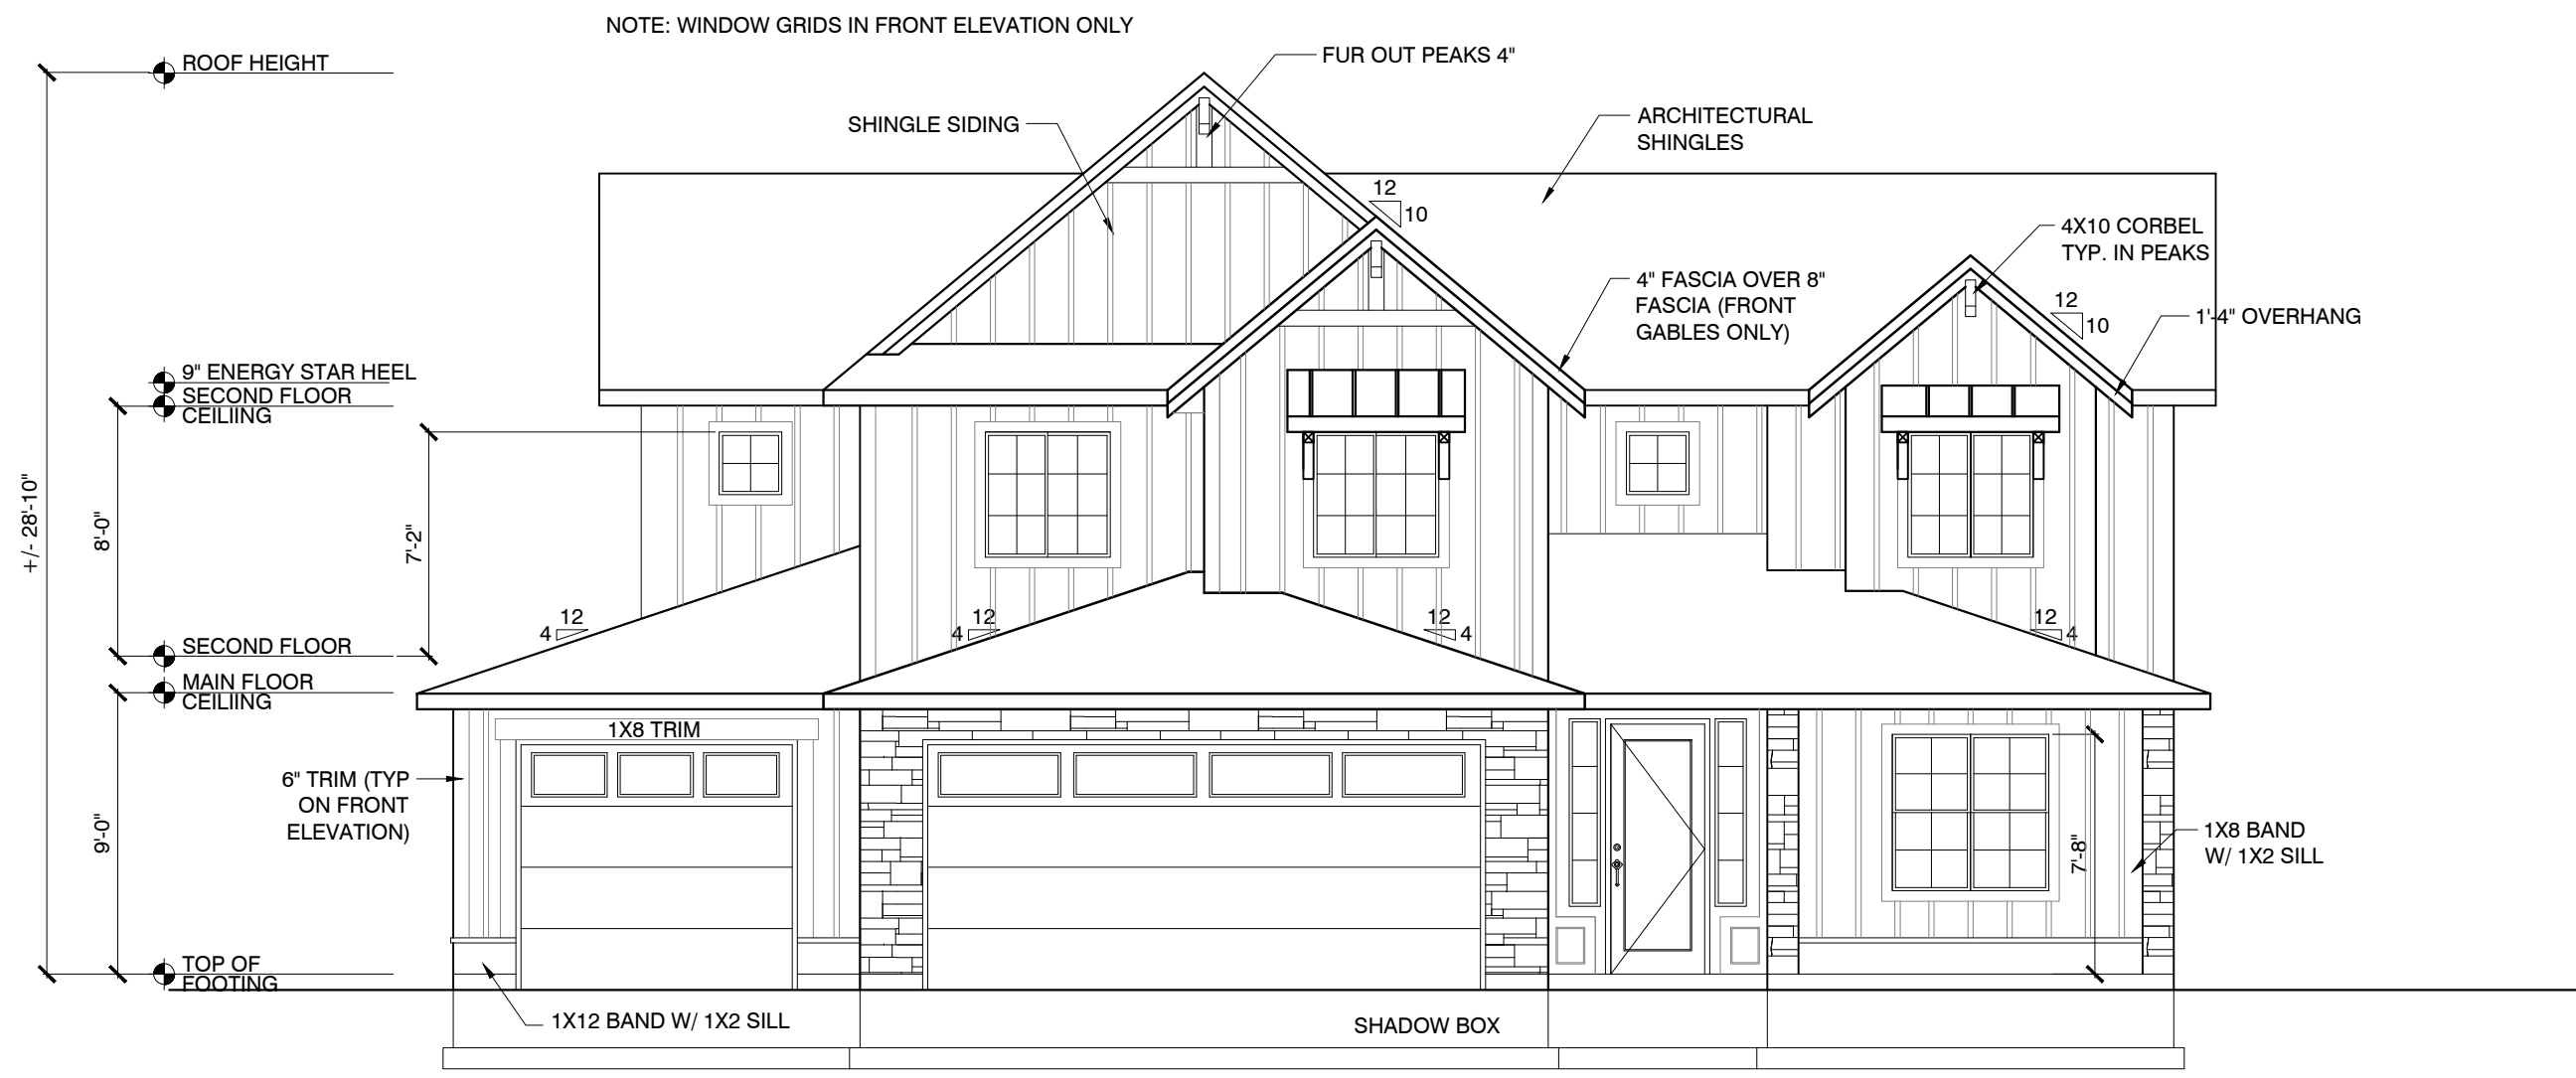 NOTE: WINDOW GRIDS IN FRONT ELEVATION ONLY
ROOF HEIGHT
FUR OUT PEAKS 4"
SHINGLE SIDING
ARCHITECTURAL
SHINGLES
12
10
4X10 CORBEL
TYP. IN PEAKS
4" FASCIA OVER 8"
FASCIA (FRONT
GABLES ONLY)
12
10
1'-4" OVERHANG
9" ENERGY STAR HEEL
SECOND FLOOR
CEILIING
+/- 28'-10"
8'-0"
7'-2"
12
4
12
4
12
4
12
4
SECOND FLOOR
MAIN FLOOR
CEILIING
1X8 TRIM
6" TRIM (TYP
ON FRONT
ELEVATION)
9'-0"
7'-8"
1X8 BAND
W/ 1X2 SILL
TOP OF
FOOTING
1X12 BAND W/ 1X2 SILL
SHADOW BOX